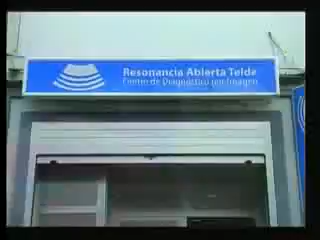 Resonancia Abierta Telde
Centro de Diagnóstico por Imagen